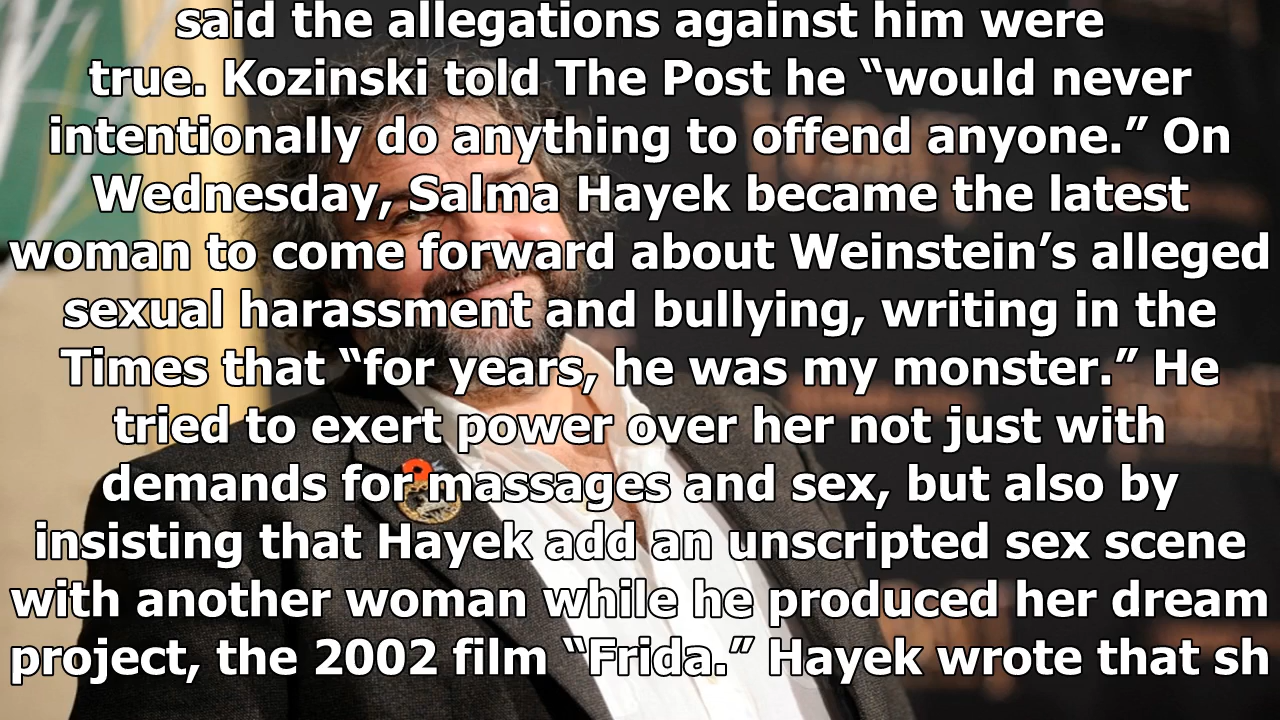 said the allegations against him were
true. Kozinski told The Post he “would never
intentionally do anything to offend anyone.” On
Wednesday, Salma Hayek became the latest
woman to come forward about Weinstein’s alleged
sexual harassment and bullying, writing in the
Times that “for years, he was my monster.” He
tried to exert power over her not just with
demands for massages and sex, but also by
insisting that Hayek add an unscripted sex scene
with another woman while he produced her dream
project, the 2002 film “Frida.” Hayek wrote that sh